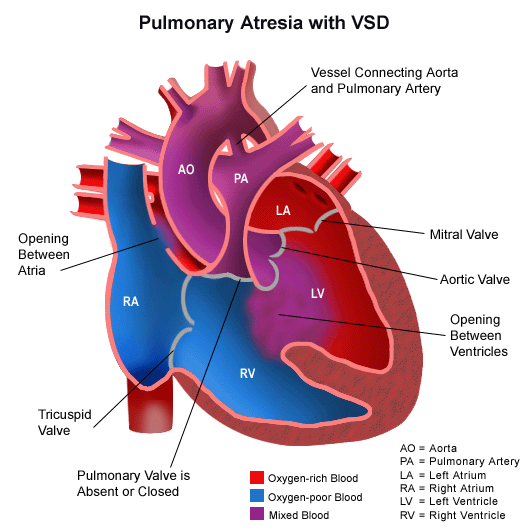 Pulmonary Atresia with VSD
Vessel Connecting Aorta
and Pulmonary Artery
AO
PA
LA
Mitral Valve
Opening
Between
Atria
Aortic Valve
RA
LV
Opening
Between
Ventricles
RV
Tricuspid
Valve
Pulmonary Valve is
Absent or Closed
Oxygen-rich Blood
Oxygen-poor Blood
Mixed Blood
AO = Aorta
PA = Pulmonary Artery
LA = Left Atrium
RA = Right Atrium
LV = Left Ventricle
RV = Right Ventricle